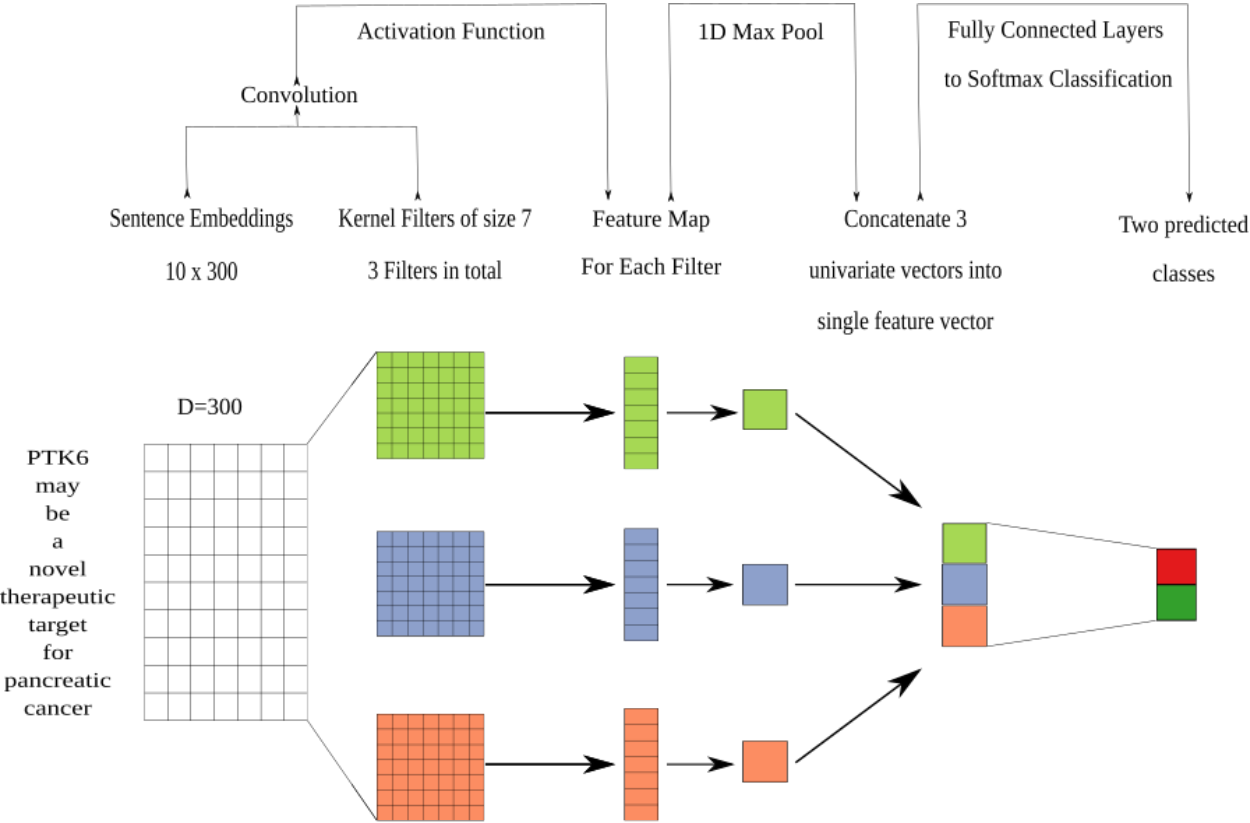 Activation Function
1D Max Pool
Fully Connected Layers
to Softmax Classification
Convolution
Sentence Embeddings
10 x 300
Kernel Filters of size 7
3 Filters in total
Feature Map
For Each Filter
Concatenate 3
univariate vectors into
single feature vector
Two predicted
classes
D=300
PTK6
may
be
a
novel
therapeutic
target
for
pancreatic
cancer